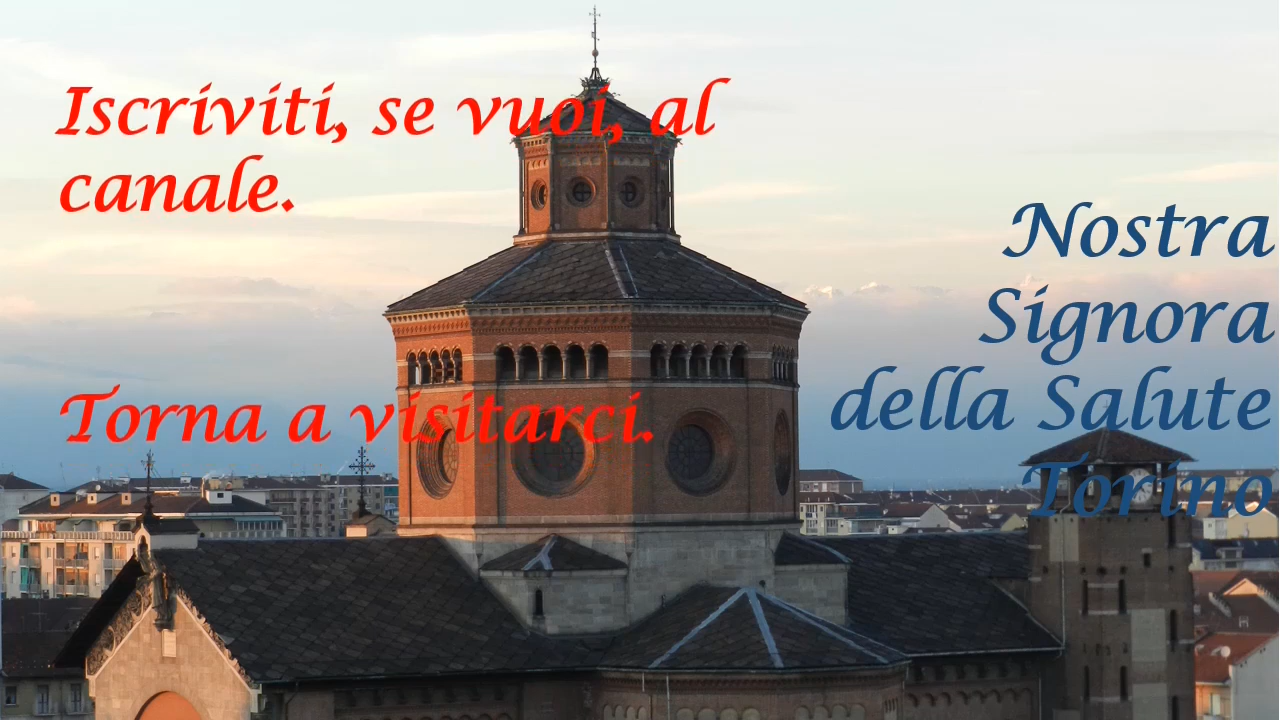 Iscriviti, se vuoi, al
canale.
Torna a visitarci.
Nostra
Signora
della Salute
Torino